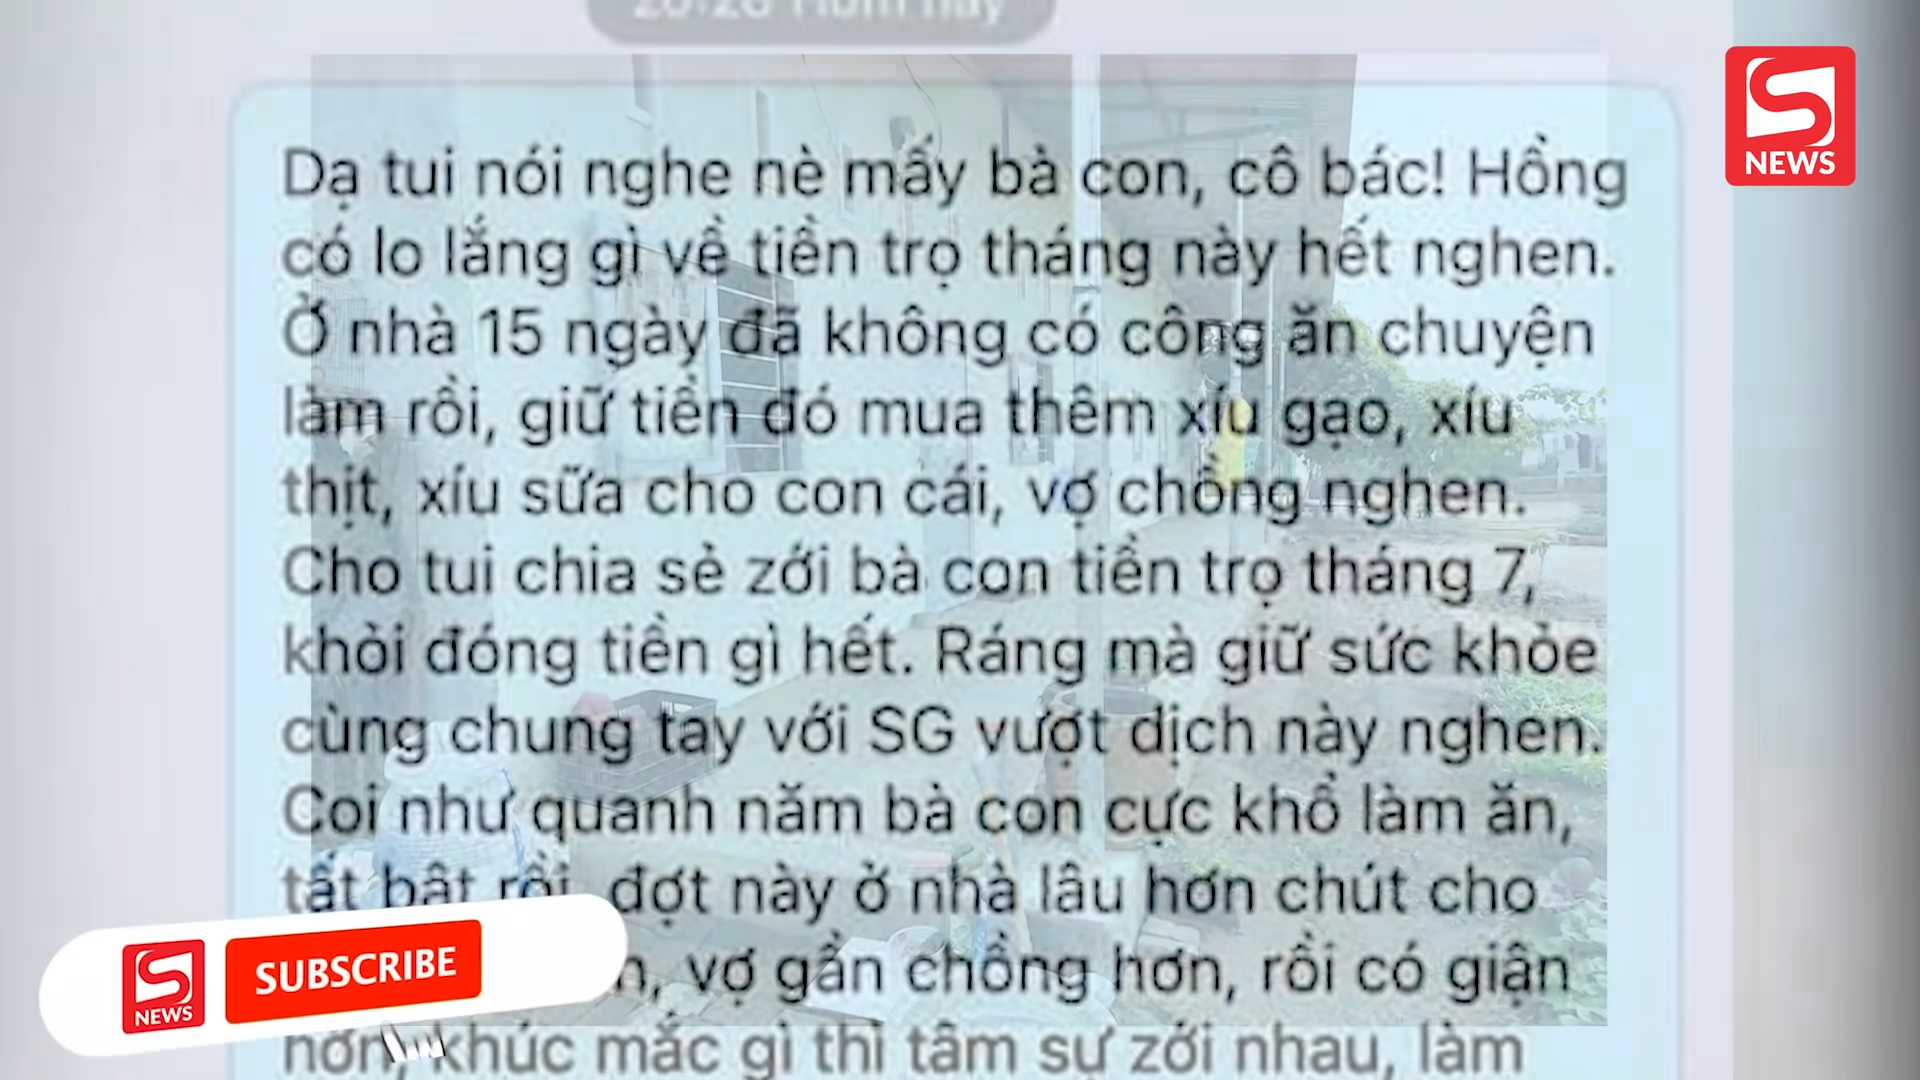 20:26 Hôm nay
S
NEWS
Dạ tui nói nghe nè mấy bà con, cô bác! Hồng
có lo lắng gì về tiền trọ tháng này hết nghen.
Ở nhà 15 ngày đã không có công ăn chuyện
làm rồi, giữ tiền đó mua thêm xíu gạo, xíu
thịt, xíu sữa cho con cái, vợ chồng nghen.
Cho tui chia sẻ zới bà con tiền trọ tháng 7,
khỏi đóng tiền gì hết. Ráng mà giữ sức khỏe
cùng chung tay với SG vượt dịch này nghen.
Coi như quanh năm bà con cực khổ làm ăn,
tất bật rồi, đợt này ở nhà lâu hơn chút cho
vợ gần chồng hơn, rồi có giận
hờn, khúc mắc gì thì tâm sự zới nhau, làm
S
NEWS
SUBSCRIBE